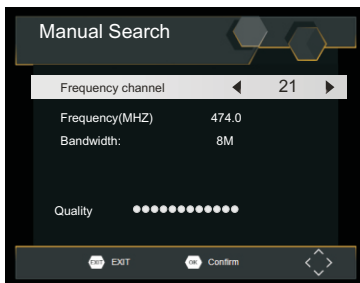 Manual Search
Frequency channel 21
Frequency(MHZ) 474.0
Bandwidth: 8M
Quality
EXIT EXIT OK Confirm